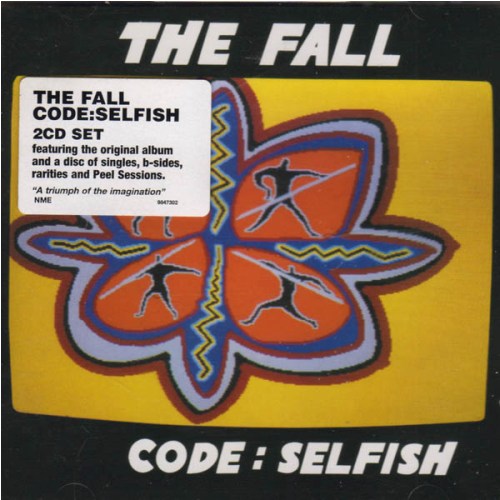 THE FALL
THE FALL
CODE:SELFISH
2CD SET
featuring the original album
and a disc of singles, b-sides,
rarities and Peel Sessions.
"A triumph of the imagination"
NME
CODE : SELFISH